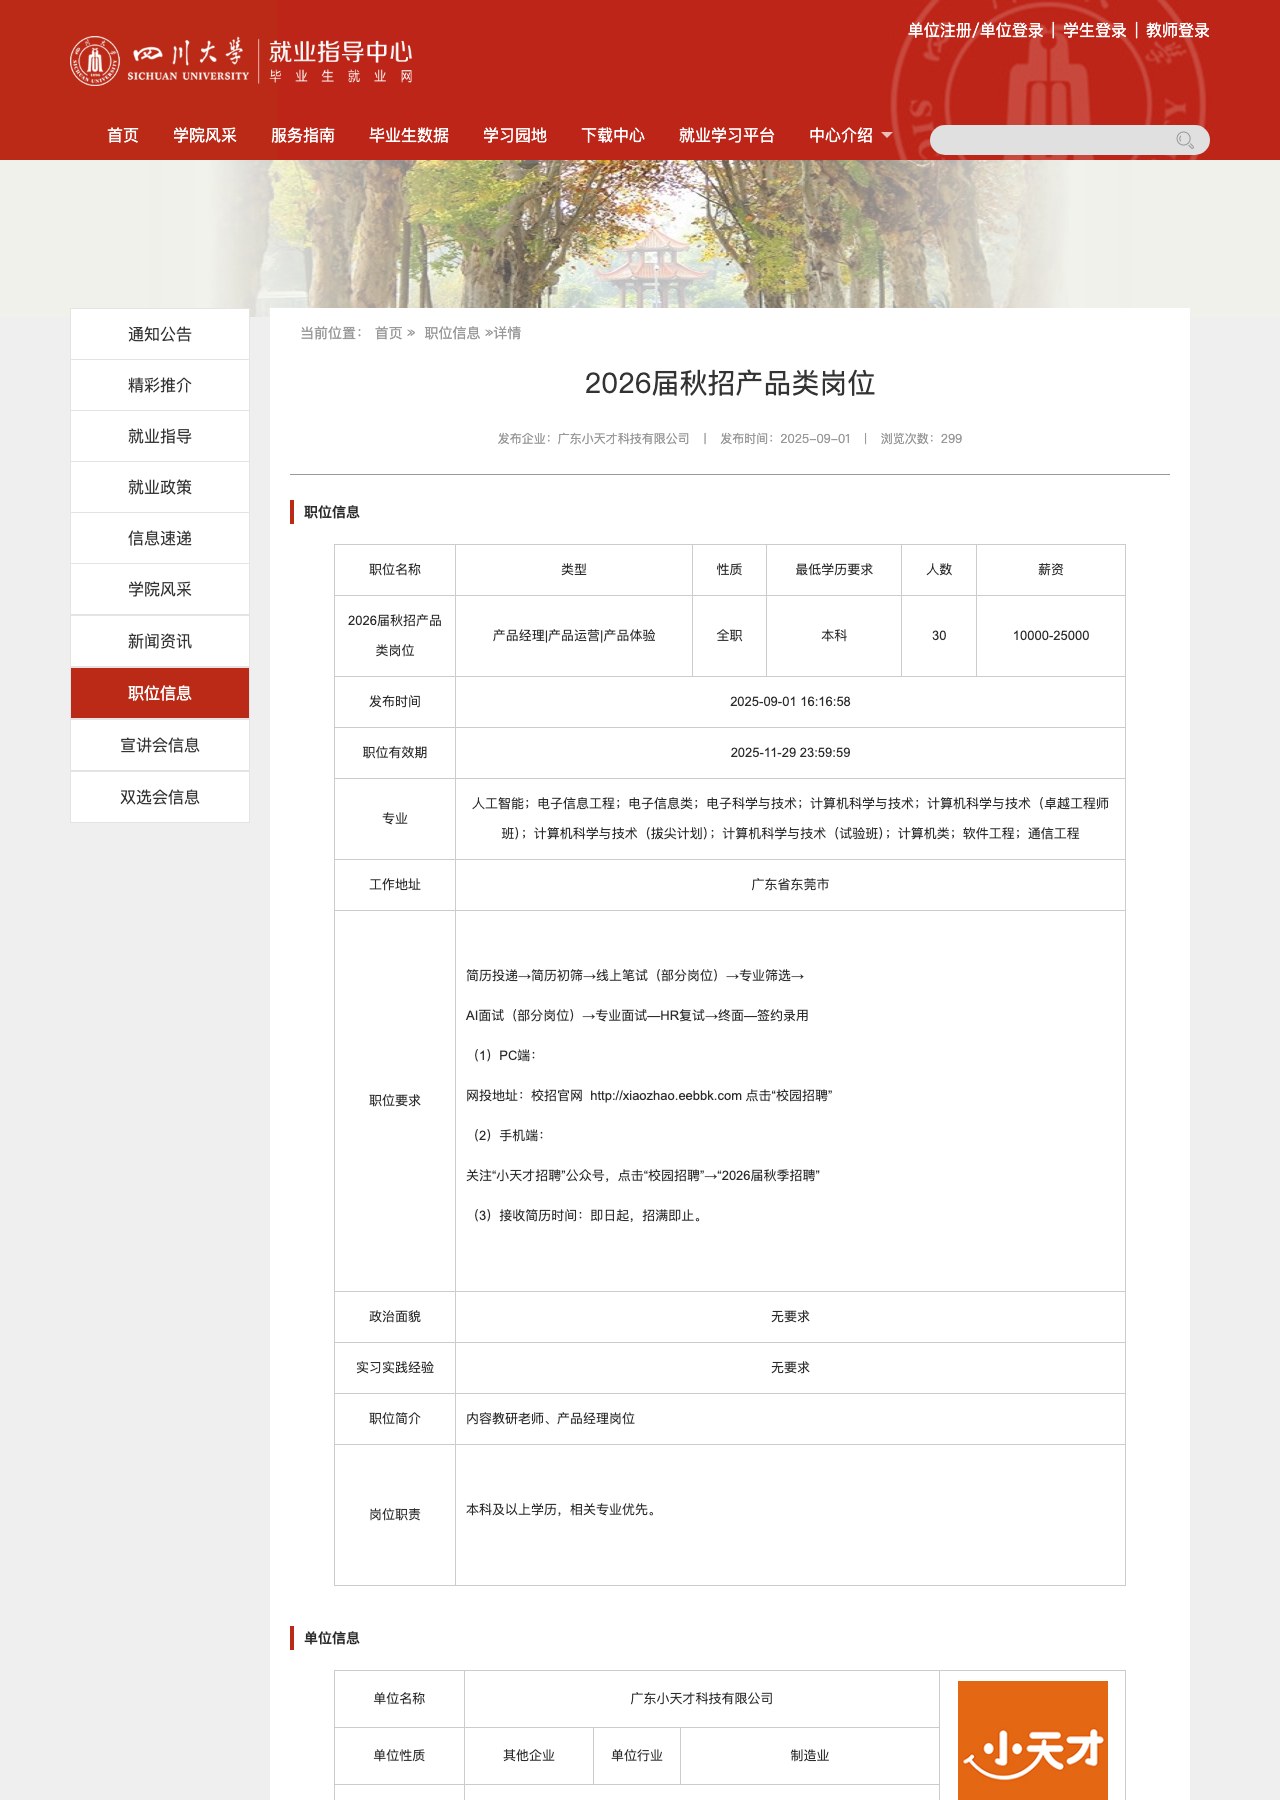 单位注册/单位登录 | 学生登录 | 教师登录
四川大学
SICHUAN UNIVERSITY
就业指导中心
毕业生就业网
首页 学院风采 服务指南 毕业生数据 学习园地 下载中心 就业学习平台 中心介绍
通知公告
精彩推介
就业指导
就业政策
信息速递
学院风采
新闻资讯
职位信息
宣讲会信息
双选会信息
当前位置： 首页 » 职位信息 »详情
2026届秋招产品类岗位
发布企业：广东小天才科技有限公司 | 发布时间：2025-09-01 | 浏览次数：299
职位信息
职位名称 类型 性质 最低学历要求 人数 薪资
2026届秋招产品
类岗位
产品经理|产品运营|产品体验 全职 本科 30 10000-25000
发布时间 2025-09-01 16:16:58
职位有效期 2025-11-29 23:59:59
专业
人工智能；电子信息工程；电子信息类；电子科学与技术；计算机科学与技术；计算机科学与技术（卓越工程师
班）；计算机科学与技术（拔尖计划）；计算机科学与技术（试验班）；计算机类；软件工程；通信工程
工作地址 广东省东莞市
职位要求
简历投递→简历初筛→线上笔试（部分岗位）→专业筛选→
AI面试（部分岗位）→专业面试—HR复试→终面—签约录用
（1）PC端：
网投地址：校招官网 http://xiaozhao.eebbk.com 点击“校园招聘”
（2）手机端：
关注“小天才招聘”公众号，点击“校园招聘”→“2026届秋季招聘”
（3）接收简历时间：即日起，招满即止。
政治面貌 无要求
实习实践经验 无要求
职位简介 内容教研老师、产品经理岗位
岗位职责 本科及以上学历，相关专业优先。
单位信息
单位名称 广东小天才科技有限公司
单位性质 其他企业 单位行业 制造业
小天才